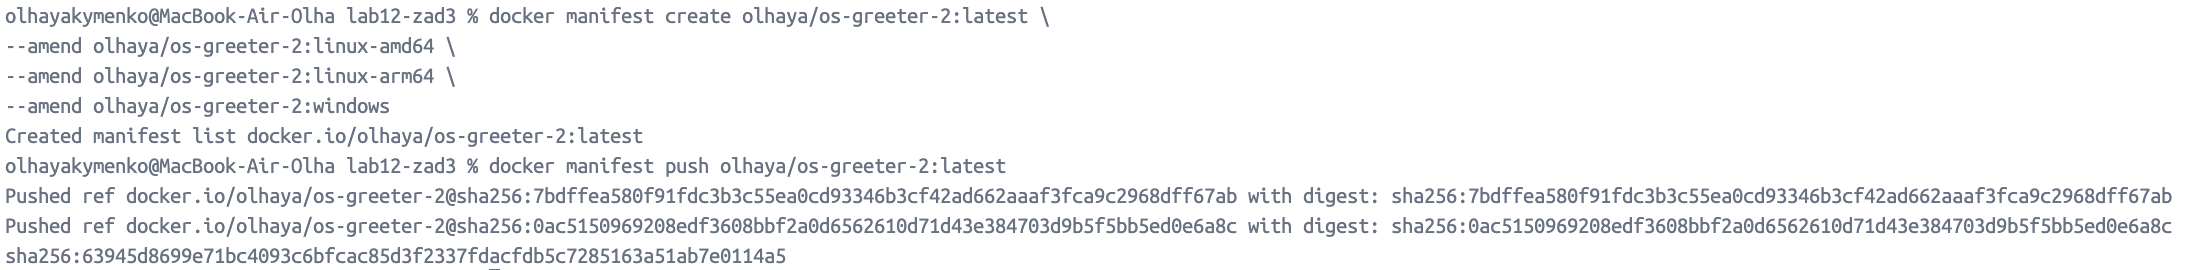 olhayakymenko@MacBook-Air-Olha lab12-zad3 % docker manifest create olhaya/os-greeter-2:latest \
--amend olhaya/os-greeter-2:linux-amd64 \
--amend olhaya/os-greeter-2:linux-arm64 \
--amend olhaya/os-greeter-2:windows
Created manifest list docker.io/olhaya/os-greeter-2:latest
olhayakymenko@MacBook-Air-Olha lab12-zad3 % docker manifest push olhaya/os-greeter-2:latest
Pushed ref docker.io/olhaya/os-greeter-2@sha256:7bdffea580f91fdc3b3c55ea0cd93346b3cf42ad662aaaf3fca9c2968dff67ab with digest: sha256:7bdffea580f91fdc3b3c55ea0cd93346b3cf42ad662aaaf3fca9c2968dff67ab
Pushed ref docker.io/olhaya/os-greeter-2@sha256:0ac5150969208edf3608bbf2a0d6562610d71d43e384703d9b5f5bb5ed0e6a8c with digest: sha256:0ac5150969208edf3608bbf2a0d6562610d71d43e384703d9b5f5bb5ed0e6a8c
sha256:63945d8699e71bc4093c6bfcac85d3f2337fdacfdb5c7285163a51ab7e0114a5